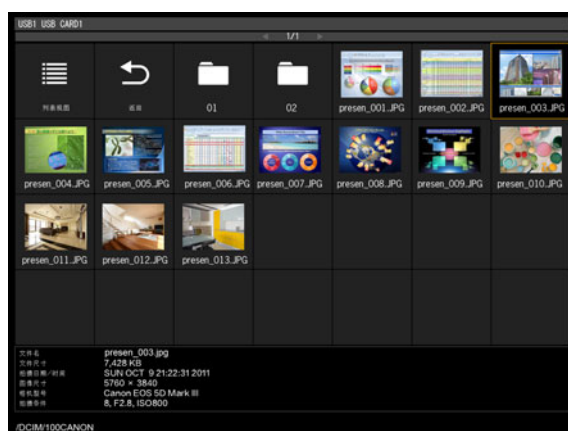 USB1 USB CARD1
1/1
列表视图
返回
01
02
presen_001.JPG
presen_002.JPG
presen_003.JPG
presen_004.JPG
presen_005.JPG
presen_006.JPG
presen_007.JPG
presen_008.JPG
presen_009.JPG
presen_010.JPG
presen_011.JPG
presen_012.JPG
presen_013.JPG
文件名 presen_003.jpg
文件尺寸 7,428 KB
拍摄日期/时间 SUN OCT 9 21:22:31 2011
图像尺寸 5760 × 3840
相机型号 Canon EOS 5D Mark III
拍摄条件 8, F2.8, ISO800
/DCIM/100CANON